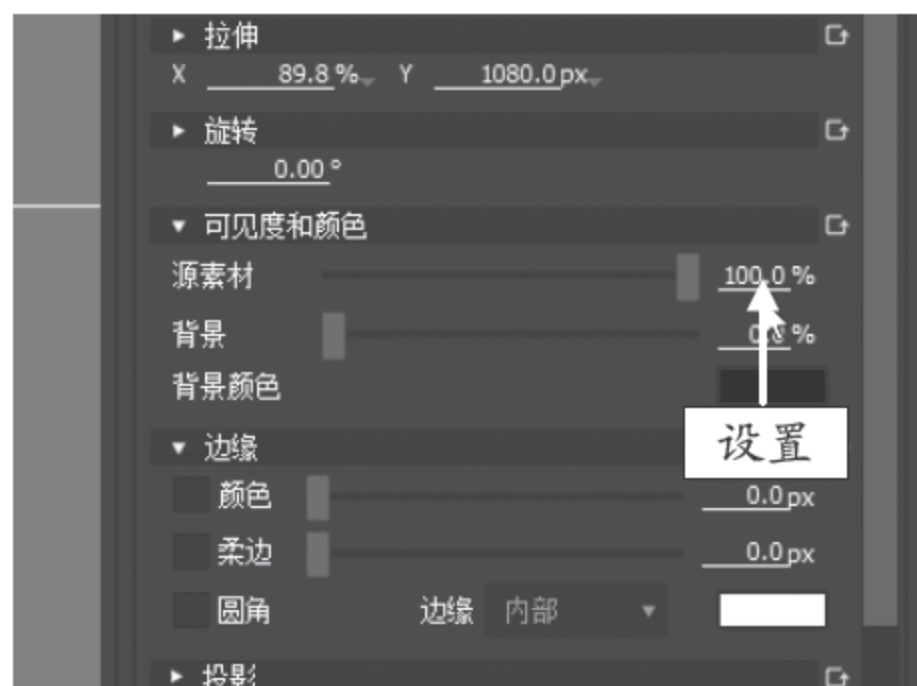 拉伸
X 89.8 % Y 1080.0 px
旋转
0.00 °
可见度和颜色
源素材 100.0 %
背景 0.0 %
背景颜色
设置
边缘
颜色 0.0 px
柔边 0.0 px
圆角 边缘 内部
投影